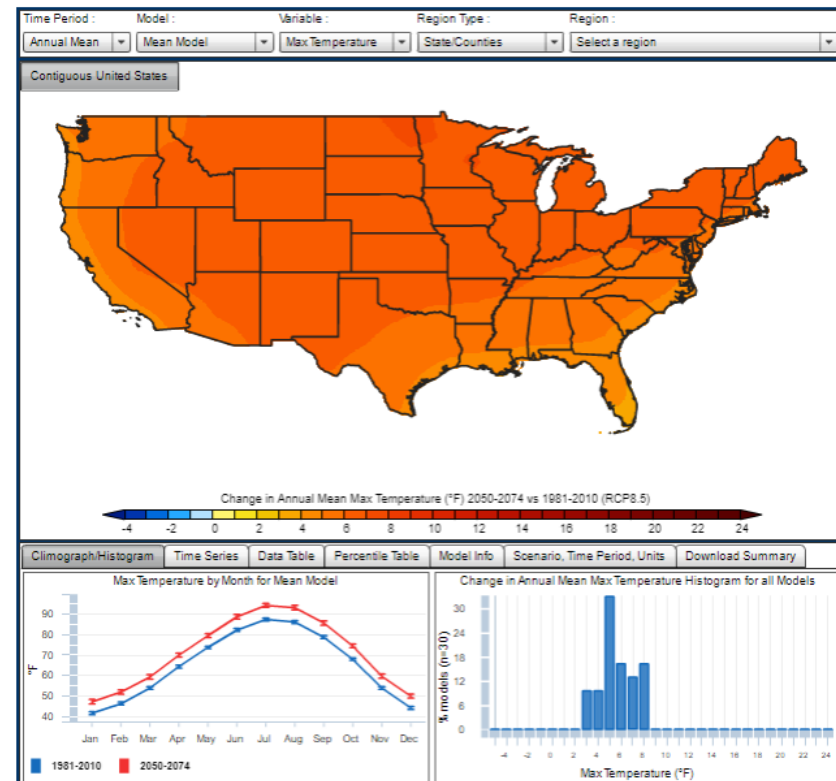 Time Period : Model : Variable : Region Type : Region :
Annual Mean Mean Model Max Temperature State/Counties Select a region
Contiguous United States
Change in Annual Mean Max Temperature (°F) 2050-2074 vs 1981-2010 (RCP8.5)
-4 -2 0 2 4 6 8 10 12 14 16 18 20 22 24
Climograph/Histogram Time Series Data Table Percentile Table Model Info Scenario, Time Period, Units Download Summary
Max Temperature by Month for Mean Model
°F
90
80
70
60
50
40
Jan Feb Mar Apr May Jun Jul Aug Sep Oct Nov Dec
1981-2010 2050-2074
Change in Annual Mean Max Temperature Histogram for all Models
% models (n=30)
30
24
18
12
6
0
-4 -2 0 2 4 6 8 10 12 14 16 18 20 22 24
Max Temperature (°F)